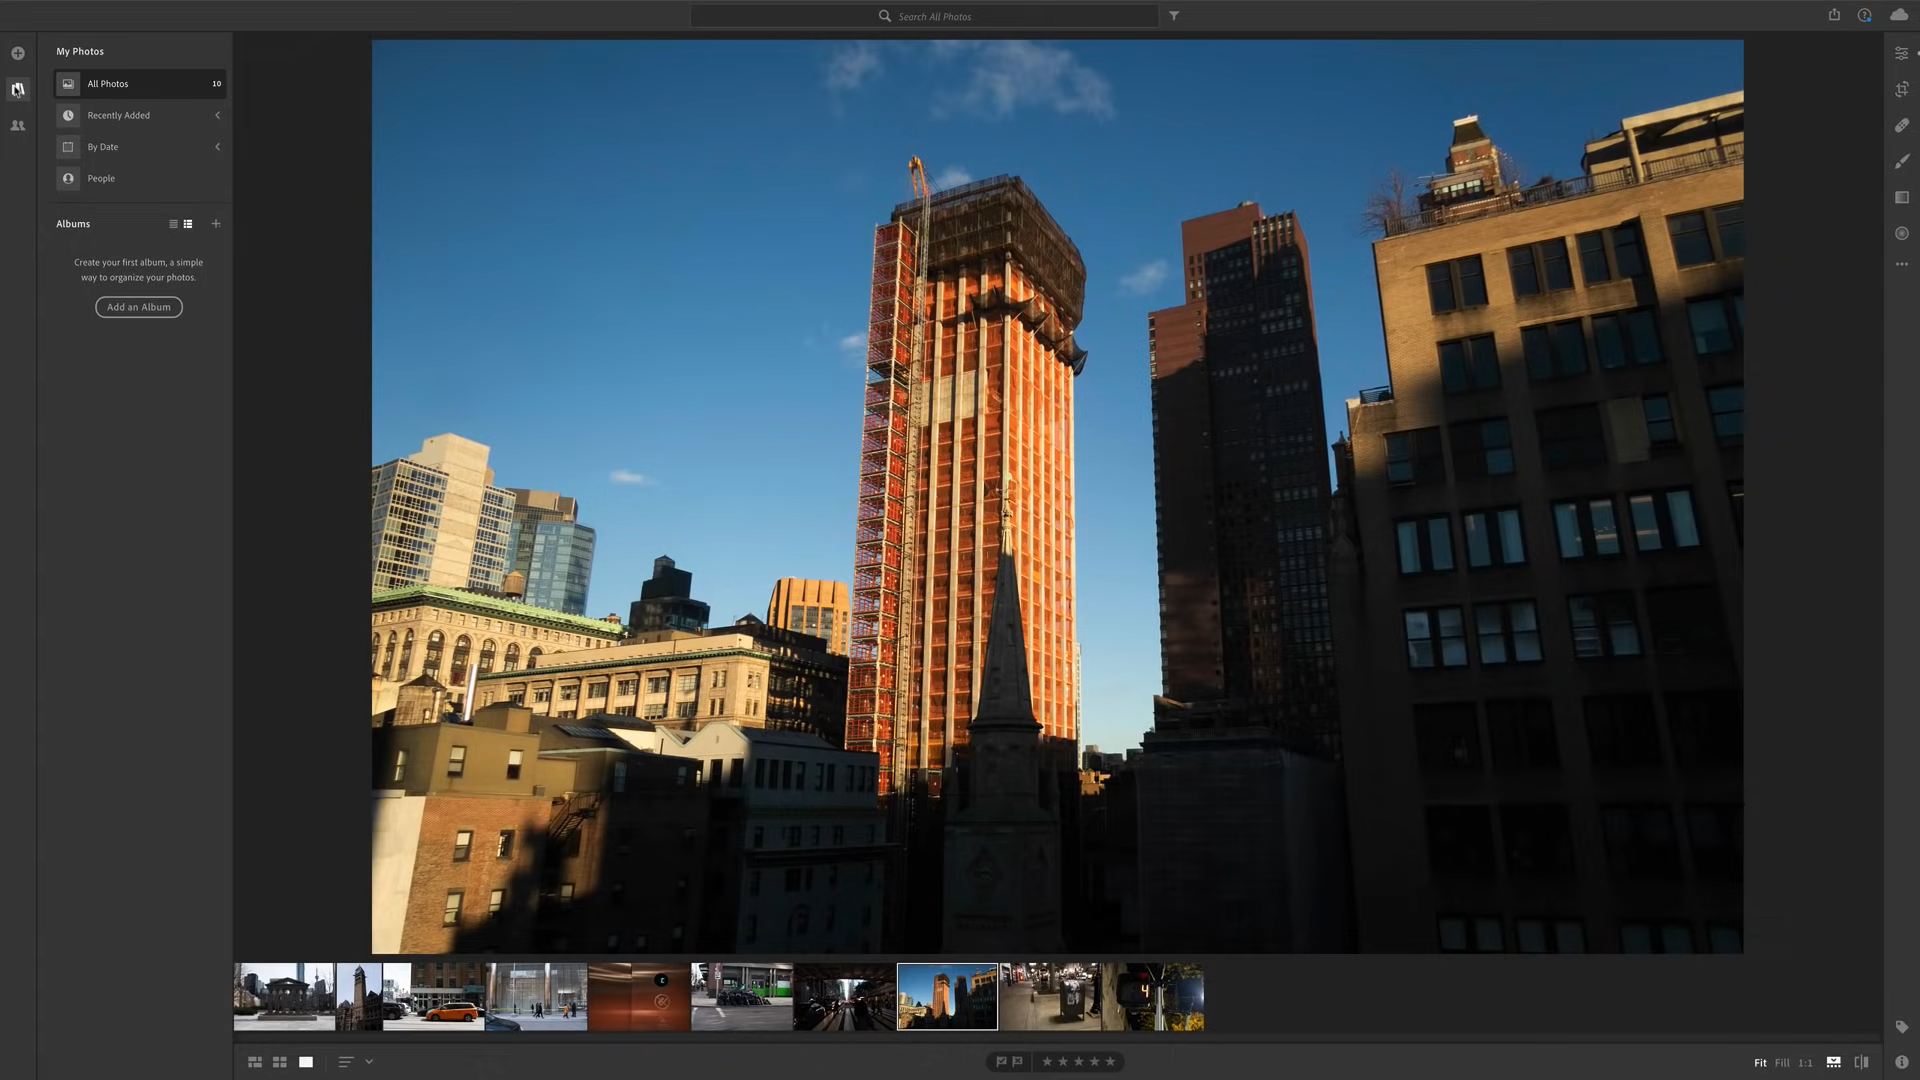 Search All Photos
My Photos
All Photos 10
Recently Added
By Date
People
Albums
Create your first album, a simple
way to organize your photos.
Add an Album
4
Fit Fill 1:1